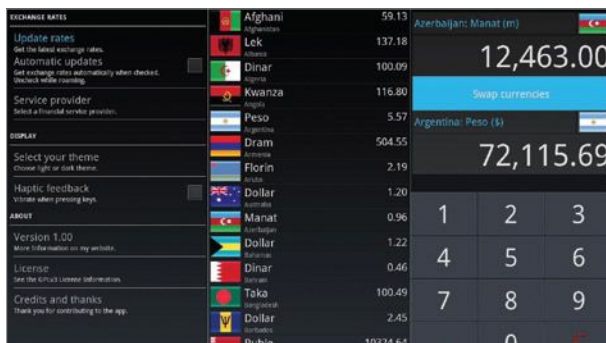 EXCHANGE RATES
Update rates
Get the latest exchange rates.
Automatic updates
Get exchange rates automatically when checked.
Uncheck while roaming.
Service provider
Select a financial service provider.
DISPLAY
Select your theme
Choose light or dark theme.
Haptic feedback
Vibrate when pressing keys.
ABOUT
Version 1.00
More Information on my website.
License
See the GPLv3 License Information.
Credits and thanks
Thank you for contributing to the app.
Afghani 59.13
Afghanistan
Lek 137.18
Albania
Dinar 100.09
Algeria
Kwanza 116.80
Angola
Peso 5.57
Argentina
Dram 504.55
Armenia
Florin 2.19
Aruba
Dollar 1.20
Australia
Manat 0.96
Azerbaijan
Dollar 1.22
Bahamas
Dinar 0.46
Bahrain
Taka 100.49
Bangladesh
Dollar 2.45
Barbados
Azerbaijan: Manat (m)
12,463.00
Swap currencies
Argentina: Peso ($)
72,115.69
1 2 3
4 5 6
7 8 9